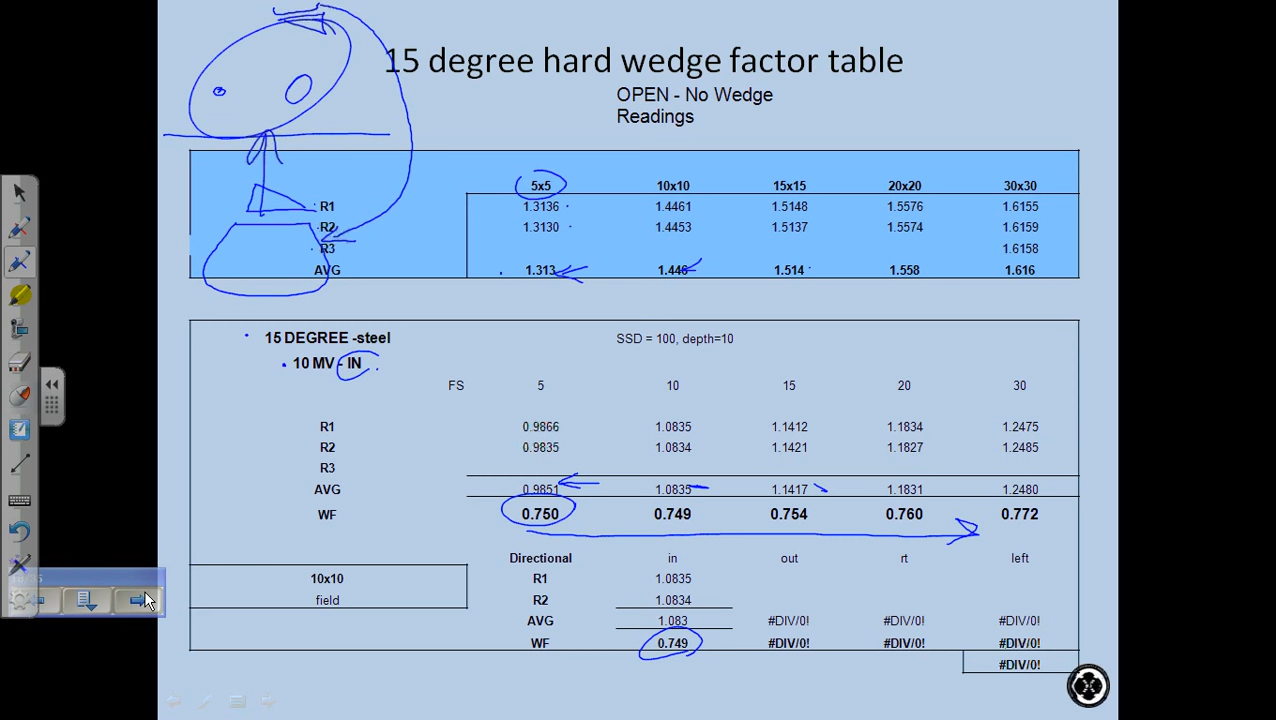 15 degree hard wedge factor table
OPEN - No Wedge
Readings
5x5 10x10 15x15 20x20 30x30
R1 1.3136 1.4461 1.5148 1.5576 1.6155
R2 1.3130 1.4453 1.5137 1.5574 1.6159
R3 1.6158
AVG 1.313 1.446 1.514 1.558 1.616
15 DEGREE -steel SSD = 100, depth=10
10 MV - IN
FS 5 10 15 20 30
R1 0.9866 1.0835 1.1412 1.1834 1.2475
R2 0.9835 1.0834 1.1421 1.1827 1.2485
R3
AVG 0.9851 1.0835 1.1417 1.1831 1.2480
WF 0.750 0.749 0.754 0.760 0.772
Directional in out rt left
10x10 R1 1.0835
field R2 1.0834
AVG 1.083 #DIV/0! #DIV/0! #DIV/0!
WF 0.749 #DIV/0! #DIV/0! #DIV/0!
#DIV/0!